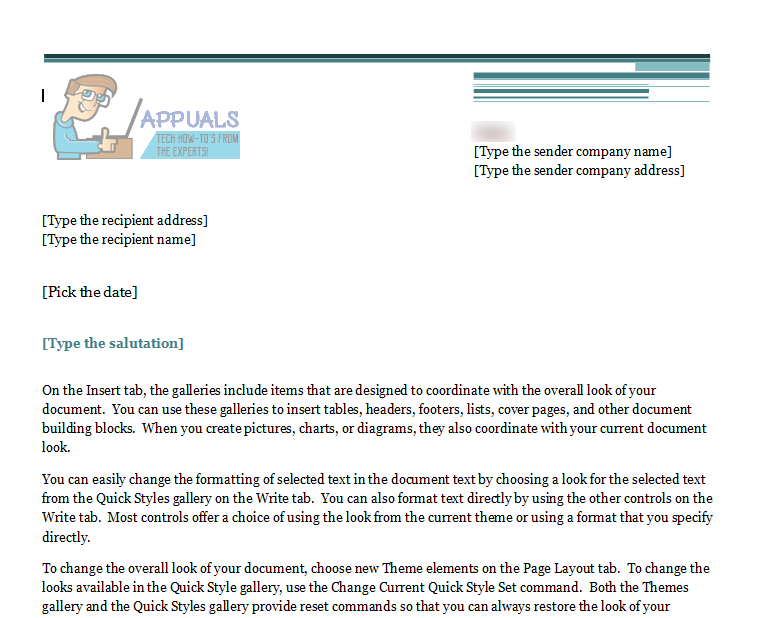 APPUALS
TECH HOW-TO'S FROM
THE EXPERTS!
[Type the sender company name]
[Type the sender company address]
[Type the recipient address]
[Type the recipient name]
[Pick the date]
[Type the salutation]
On the Insert tab, the galleries include items that are designed to coordinate with the overall look of your
document.  You can use these galleries to insert tables, headers, footers, lists, cover pages, and other document
building blocks.  When you create pictures, charts, or diagrams, they also coordinate with your current document
look.
You can easily change the formatting of selected text in the document text by choosing a look for the selected text
from the Quick Styles gallery on the Write tab.  You can also format text directly by using the other controls on the
Write tab.  Most controls offer a choice of using the look from the current theme or using a format that you specify
directly.
To change the overall look of your document, choose new Theme elements on the Page Layout tab.  To change the
looks available in the Quick Style gallery, use the Change Current Quick Style Set command.  Both the Themes
gallery and the Quick Styles gallery provide reset commands so that you can always restore the look of your